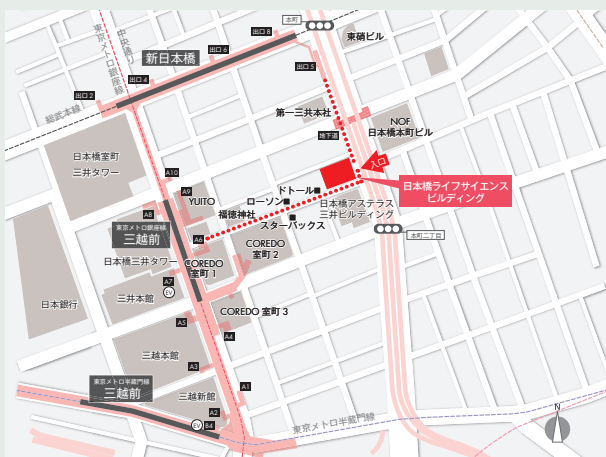 本町
東硝ビル
出口 8
出口 6
新日本橋
出口 5
東京メトロ銀座線
中央通り
出口 4
出口 2
総武本線
第一三共本社
地下道
NOF
日本橋本町ビル
入口
日本橋ライフサイエンス
ビルディング
日本橋室町
三井タワー
A10
A9
YUITO
ドトール
ローソン
福徳神社
スターバックス
日本橋アステラス
三井ビルディング
本町二丁目
A8
東京メトロ銀座線
三越前
A6
日本橋三井タワー
COREDO
室町 1
COREDO
室町 2
A7
EV
三井本館
日本銀行
COREDO 室町 3
A5
A4
三越本館
A3
東京メトロ半蔵門線
三越前
三越新館
A1
A2
EV
B4
東京メトロ半蔵門線
N